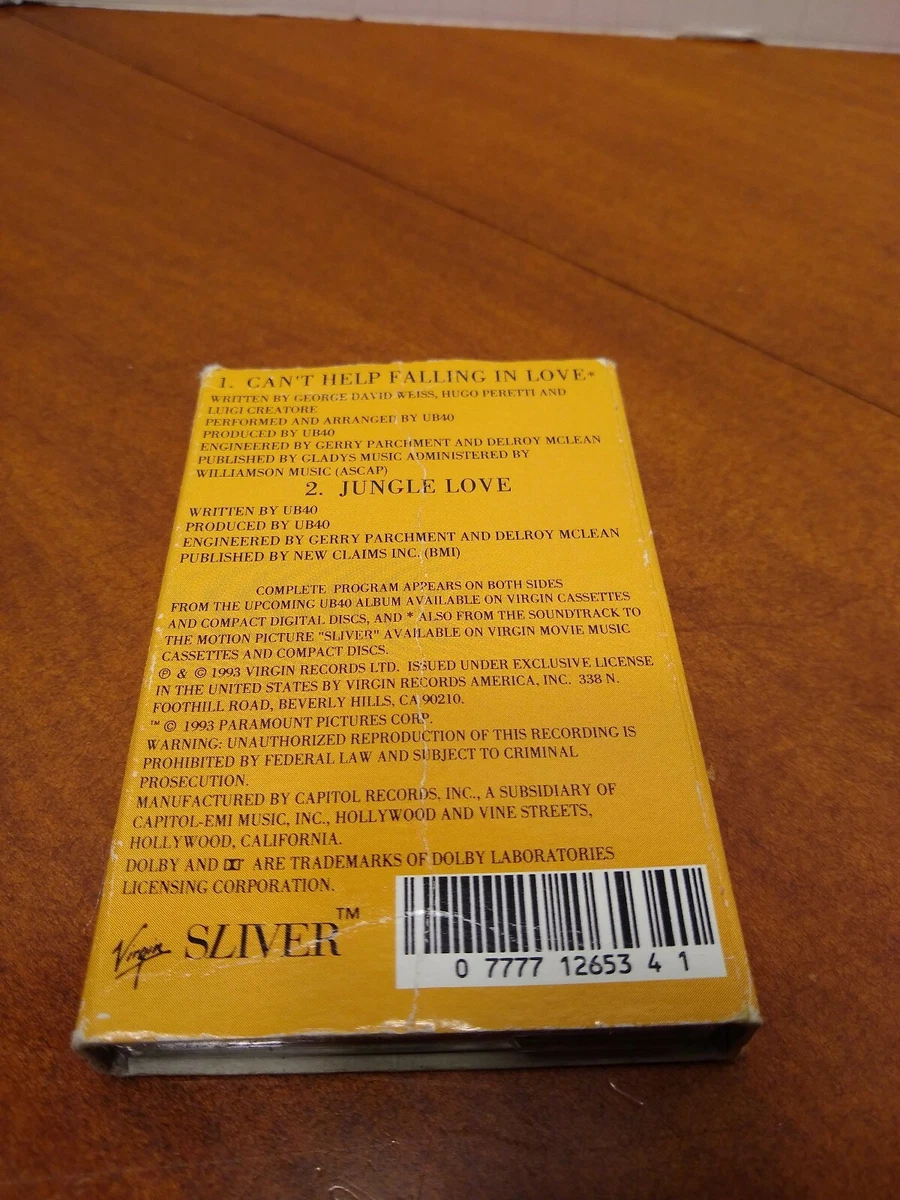 1. CAN'T HELP FALLING IN LOVE*
WRITTEN BY GEORGE DAVID WEISS, HUGO PERETTI AND
LUIGI CREATORE
PERFORMED AND ARRANGED BY UB40
PRODUCED BY UB40
ENGINEERED BY GERRY PARCHMENT AND DELROY MCLEAN
PUBLISHED BY GLADYS MUSIC ADMINISTERED BY
WILLIAMSON MUSIC (ASCAP)
2. JUNGLE LOVE
WRITTEN BY UB40
PRODUCED BY UB40
ENGINEERED BY GERRY PARCHMENT AND DELROY MCLEAN
PUBLISHED BY NEW CLAIMS INC. (BMI)
COMPLETE PROGRAM APPEARS ON BOTH SIDES
FROM THE UPCOMING UB40 ALBUM AVAILABLE ON VIRGIN CASSETTES
AND COMPACT DIGITAL DISCS, AND * ALSO FROM THE SOUNDTRACK TO
THE MOTION PICTURE "SLIVER" AVAILABLE ON VIRGIN MOVIE MUSIC
CASSETTES AND COMPACT DISCS.
℗ & © 1993 VIRGIN RECORDS LTD. ISSUED UNDER EXCLUSIVE LICENSE
IN THE UNITED STATES BY VIRGIN RECORDS AMERICA, INC. 338 N.
FOOTHILL ROAD, BEVERLY HILLS, CA 90210.
™ © 1993 PARAMOUNT PICTURES CORP.
WARNING: UNAUTHORIZED REPRODUCTION OF THIS RECORDING IS
PROHIBITED BY FEDERAL LAW AND SUBJECT TO CRIMINAL
PROSECUTION.
MANUFACTURED BY CAPITOL RECORDS, INC., A SUBSIDIARY OF
CAPITOL-EMI MUSIC, INC., HOLLYWOOD AND VINE STREETS,
HOLLYWOOD, CALIFORNIA.
DOLBY AND ARE TRADEMARKS OF DOLBY LABORATORIES
LICENSING CORPORATION.
Virgin SLIVER™
0 7777 12653 4 1